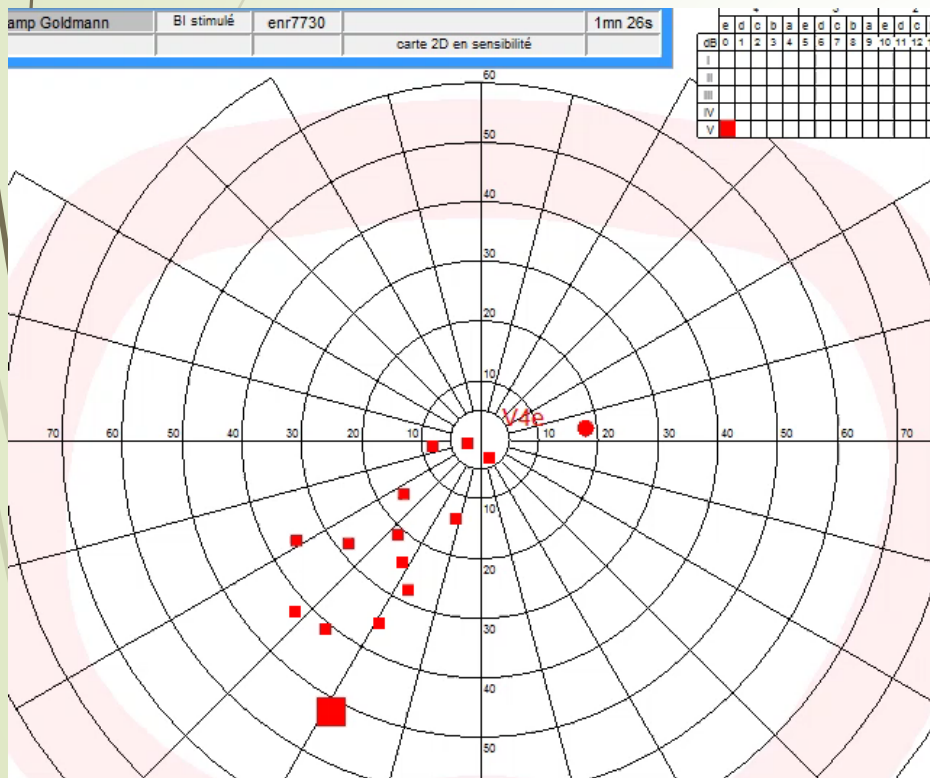 amp Goldmann BI stimulé enr7730 1mn 26s
carte 2D en sensibilité
e d c b a e d c b a e d c
dB 0 1 2 3 4 5 6 7 8 9 10 11 12
I
II
III
IV
V
60
50
40
30
20
10
V4e
70 60 50 40 30 20 10 10 20 30 40 50 60 70
10
20
30
40
50